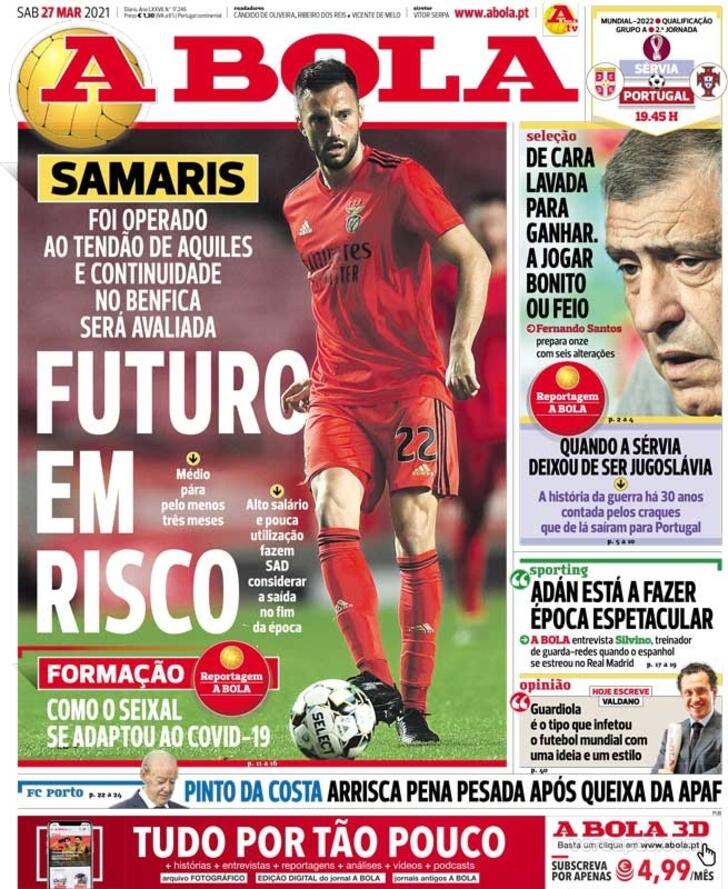 SAB 27 MAR 2021
Diário, Ano LXXVII, N.º 17.246
Preço € 1,30 (IVA a 6%) Portugal continental
fundadores
CÂNDIDO DE OLIVEIRA, RIBEIRO DOS REIS • VICENTE DE MELO
diretor
VÍTOR SERPA
www.abola.pt
A BOLA
tv
A BOLA
MUNDIAL-2022 • QUALIFICAÇÃO
GRUPO A • 2.ª JORNADA
SÉRVIA
PORTUGAL
19.45 H
SAMARIS
FOI OPERADO
AO TENDÃO DE AQUILES
E CONTINUIDADE
NO BENFICA
SERÁ AVALIADA
FUTURO
EM
RISCO
Médio
pára
pelo menos
três meses
Alto salário
e pouca
utilização
fazem
SAD
considerar
a saída
no fim
da época
22
SELECT
FORMAÇÃO
Reportagem
A BOLA
COMO O SEIXAL
SE ADAPTOU AO COVID-19
p. 11 a 16
seleção
DE CARA
LAVADA
PARA
GANHAR.
A JOGAR
BONITO
OU FEIO
Fernando Santos
prepara onze
com seis alterações
Reportagem
A BOLA
p. 2 a 4
QUANDO A SÉRVIA
DEIXOU DE SER JUGOSLÁVIA
A história da guerra há 30 anos
contada pelos craques
que de lá saíram para Portugal
p. 5 a 10
sporting
ADÁN ESTÁ A FAZER
ÉPOCA ESPETACULAR
A BOLA entrevista Silvino, treinador
de guarda-redes quando o espanhol
se estreou no Real Madrid p. 17 a 19
opinião
HOJE ESCREVE
VALDANO
Guardiola
é o tipo que infetou
o futebol mundial com
uma ideia e um estilo
p. 40
FC Porto p. 22 a 24
PINTO DA COSTA ARRISCA PENA PESADA APÓS QUEIXA DA APAF
PUB
A BOLA
TUDO POR TÃO POUCO
+ histórias + entrevistas + reportagens + análises + vídeos + podcasts
arquivo FOTOGRÁFICO EDIÇÃO DIGITAL do jornal A BOLA jornais antigos A BOLA
A BOLA 3D
Basta um clique em www.abola.pt
SUBSCREVA
POR APENAS
€ 4,99/MÊS